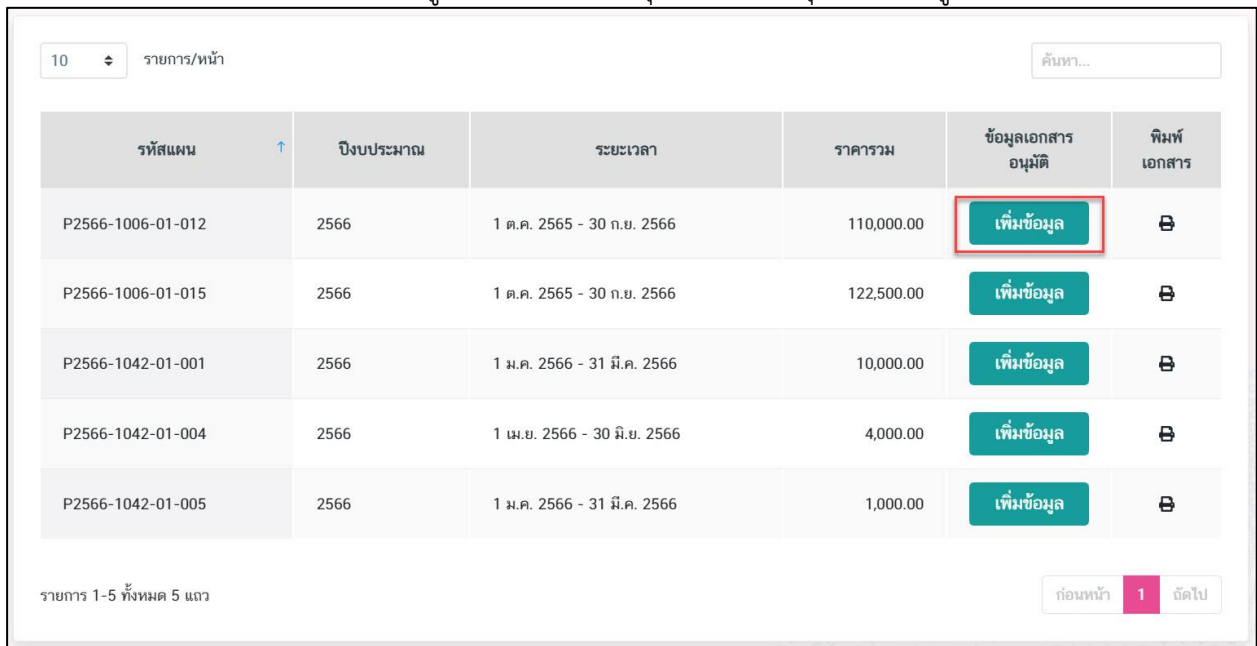 10 รายการ/หน้า ค้นหา...
รหัสแผน ↑ ปีงบประมาณ ระยะเวลา ราคารวม ข้อมูลเอกสาร พิมพ์
อนุมัติ เอกสาร
P2566-1006-01-012 2566 1 ต.ค. 2565 - 30 ก.ย. 2566 110,000.00 เพิ่มข้อมูล
P2566-1006-01-015 2566 1 ต.ค. 2565 - 30 ก.ย. 2566 122,500.00 เพิ่มข้อมูล
P2566-1042-01-001 2566 1 ม.ค. 2566 - 31 มี.ค. 2566 10,000.00 เพิ่มข้อมูล
P2566-1042-01-004 2566 1 เม.ย. 2566 - 30 มิ.ย. 2566 4,000.00 เพิ่มข้อมูล
P2566-1042-01-005 2566 1 ม.ค. 2566 - 31 มี.ค. 2566 1,000.00 เพิ่มข้อมูล
รายการ 1-5 ทั้งหมด 5 แถว ก่อนหน้า 1 ถัดไป